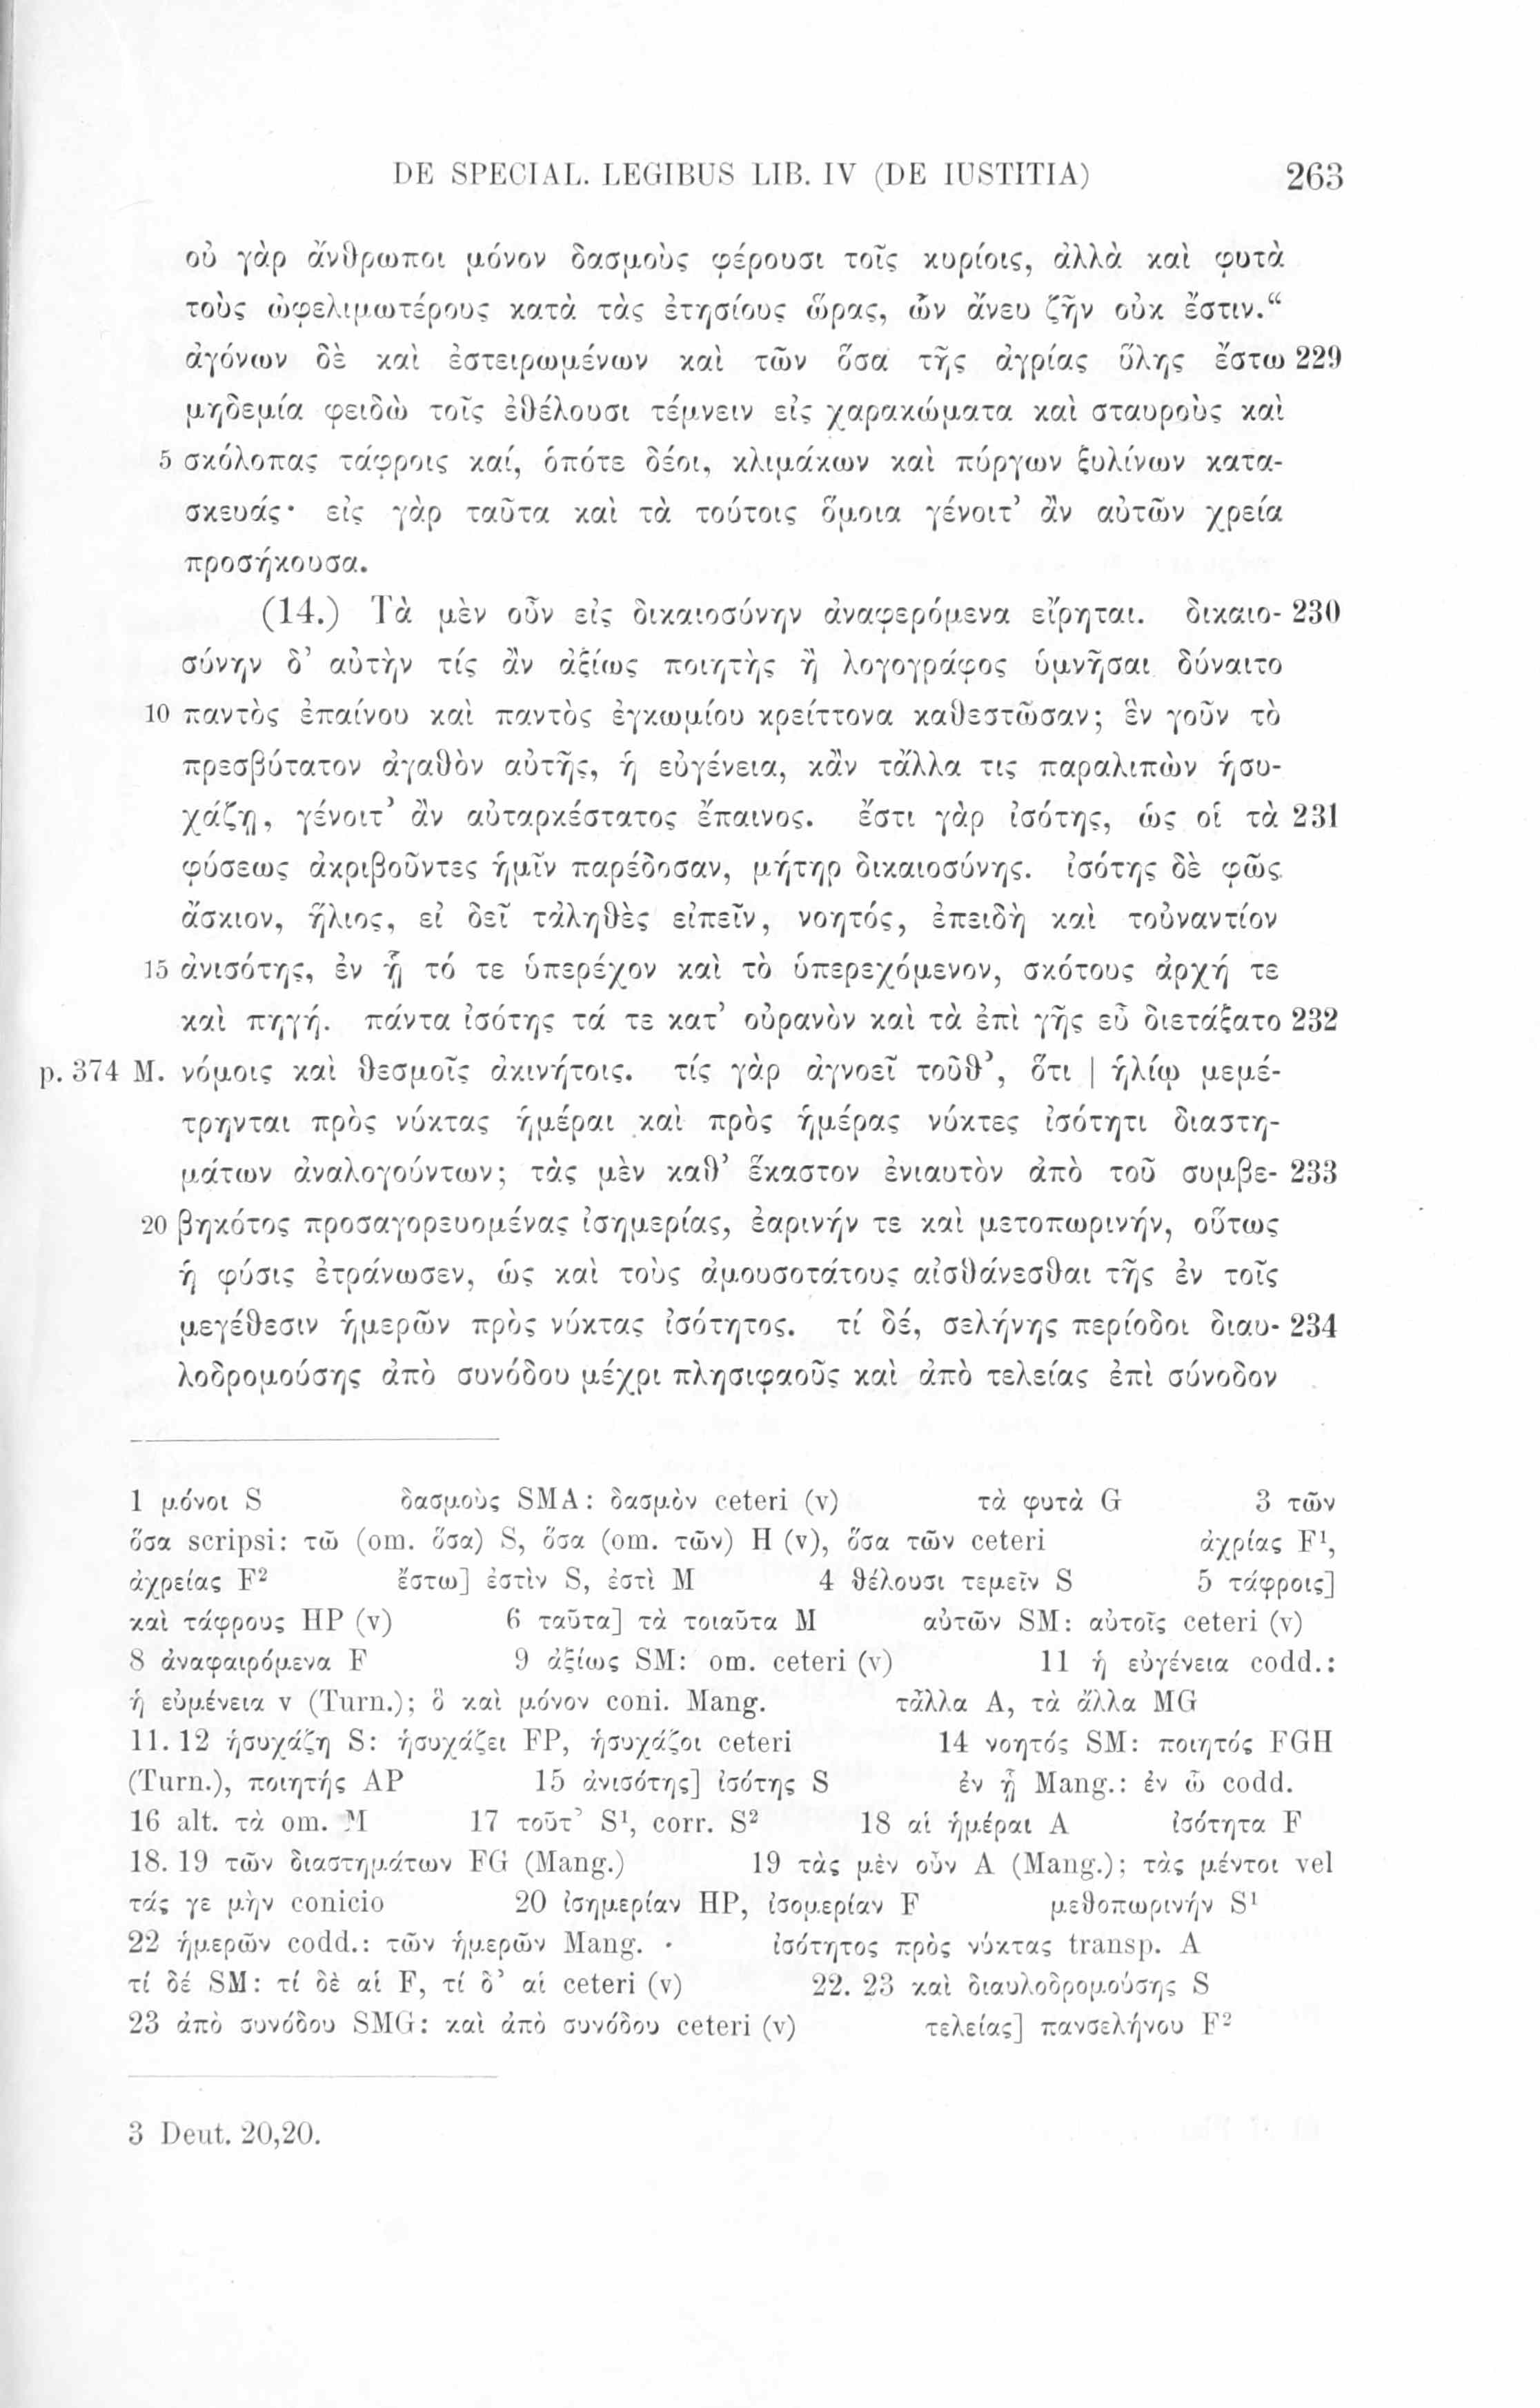 DE SPECIAL. LEGIBUS LIB. IV (DE IUSTITIA) 263
οὐ γὰρ ἄνθρωποι μόνον δασμοὺς φέρουσι τοῖς κυρίοις, ἀλλὰ καὶ φυτὰ
τοὺς ὠφελιμωτέρους κατὰ τὰς ἐτησίους ὥρας, ὧν ἄνευ ζῆν οὐκ ἔστιν.“
ἀγόνων δὲ καὶ ἐστειρωμένων καὶ τῶν ὅσα τῆς ἀγρίας ὕλης ἔστω 229
μηδεμία φειδὼ τοῖς ἐθέλουσι τέμνειν εἰς χαρακώματα καὶ σταυροὺς καὶ
5 σκόλοπας τάφροις καί, ὁπότε δέοι, κλιμάκων καὶ πύργων ξυλίνων κατα-
σκευάς· εἰς γὰρ ταῦτα καὶ τὰ τούτοις ὅμοια γένοιτ’ ἂν αὐτῶν χρεία
προσήκουσα.
(14.) Τὰ μὲν οὖν εἰς δικαιοσύνην ἀναφερόμενα εἴρηται. δικαιο- 230
σύνην δ’ αὐτὴν τίς ἂν ἀξίως ποιητὴς ἢ λογογράφος ὑμνῆσαι δύναιτο
10 παντὸς ἐπαίνου καὶ παντὸς ἐγκωμίου κρείττονα καθεστῶσαν; ἓν γοῦν τὸ
πρεσβύτατον ἀγαθὸν αὐτῆς, ἡ εὐγένεια, κἂν τἄλλα τις παραλιπὼν ἡσυ-
χάζῃ, γένοιτ’ ἂν αὐταρκέστατος ἔπαινος. ἔστι γὰρ ἰσότης, ὡς οἱ τὰ 231
φύσεως ἀκριβοῦντες ἡμῖν παρέδοσαν, μήτηρ δικαιοσύνης. ἰσότης δὲ φῶς
ἄσκιον, ἥλιος, εἰ δεῖ τἀληθὲς εἰπεῖν, νοητός, ἐπειδὴ καὶ τοὐναντίον
15 ἀνισότης, ἐν ᾗ τό τε ὑπερέχον καὶ τὸ ὑπερεχόμενον, σκότους ἀρχή τε
καὶ πηγή. πάντα ἰσότης τά τε κατ’ οὐρανὸν καὶ τὰ ἐπὶ γῆς εὖ διετάξατο 232
p. 374 M. νόμοις καὶ θεσμοῖς ἀκινήτοις. τίς γὰρ ἀγνοεῖ τοῦθ’, ὅτι | ἡλίῳ μεμέ-
τρηνται πρὸς νύκτας ἡμέραι καὶ πρὸς ἡμέρας νύκτες ἰσότητι διαστη-
μάτων ἀναλογούντων; τὰς μὲν καθ’ ἕκαστον ἐνιαυτὸν ἀπὸ τοῦ συμβε- 233
20 βηκότος προσαγορευομένας ἰσημερίας, ἐαρινήν τε καὶ μετοπωρινήν, οὕτως
ἡ φύσις ἐτράνωσεν, ὡς καὶ τοὺς ἀμουσοτάτους αἰσθάνεσθαι τῆς ἐν τοῖς
μεγέθεσιν ἡμερῶν πρὸς νύκτας ἰσότητος. τί δέ, σελήνης περίοδοι διαυ- 234
λοδρομούσης ἀπὸ συνόδου μέχρι πλησιφαοῦς καὶ ἀπὸ τελείας ἐπὶ σύνοδον
1 μόνοι S δασμοὺς SMA: δασμὸν ceteri (v) τὰ φυτὰ G 3 τῶν
ὅσα scripsi: τῶ (om. ὅσα) S, ὅσα (om. τῶν) H (v), ὅσα τῶν ceteri ἀχρίας F¹,
ἀχρείας F² ἔστω] ἐστὶν S, ἐστὶ M 4 θέλουσι τεμεῖν S 5 τάφροις]
καὶ τάφρους HP (v) 6 ταῦτα] τὰ τοιαῦτα M αὐτῶν SM: αὐτοῖς ceteri (v)
8 ἀναφαιρόμενα F 9 ἀξίως SM: om. ceteri (v) 11 ἡ εὐγένεια codd.:
ἡ εὐμένεια v (Turn.); ὃ καὶ μόνον coni. Mang. τἆλλα A, τὰ ἄλλα MG
11. 12 ἡσυχάζη S: ἡσυχάζει FP, ἡσυχάζοι ceteri 14 νοητός SM: ποιητός FGH
(Turn.), ποιητής AP 15 ἀνισότης] ἰσότης S ἐν ᾗ Mang.: ἐν ὧ codd.
16 alt. τὰ om. M 17 τοῦτ’ S¹, corr. S² 18 αἱ ἡμέραι A ἰσότητα F
18. 19 τῶν διαστημάτων FG (Mang.) 19 τὰς μὲν οὖν A (Mang.); τὰς μέντοι vel
τάς γε μὴν conicio 20 ἰσημερίαν HP, ἰσομερίαν F μεθοπωρινήν S¹
22 ἡμερῶν codd.: τῶν ἡμερῶν Mang. ἰσότητος πρὸς νύκτας transp. A
τί δέ SM: τί δὲ αἱ F, τί δ’ αἱ ceteri (v) 22. 23 καὶ διαυλοδρομούσης S
23 ἀπὸ συνόδου SMG: καὶ ἀπὸ συνόδου ceteri (v) τελείας] πανσελήνου F²
3 Deut. 20,20.